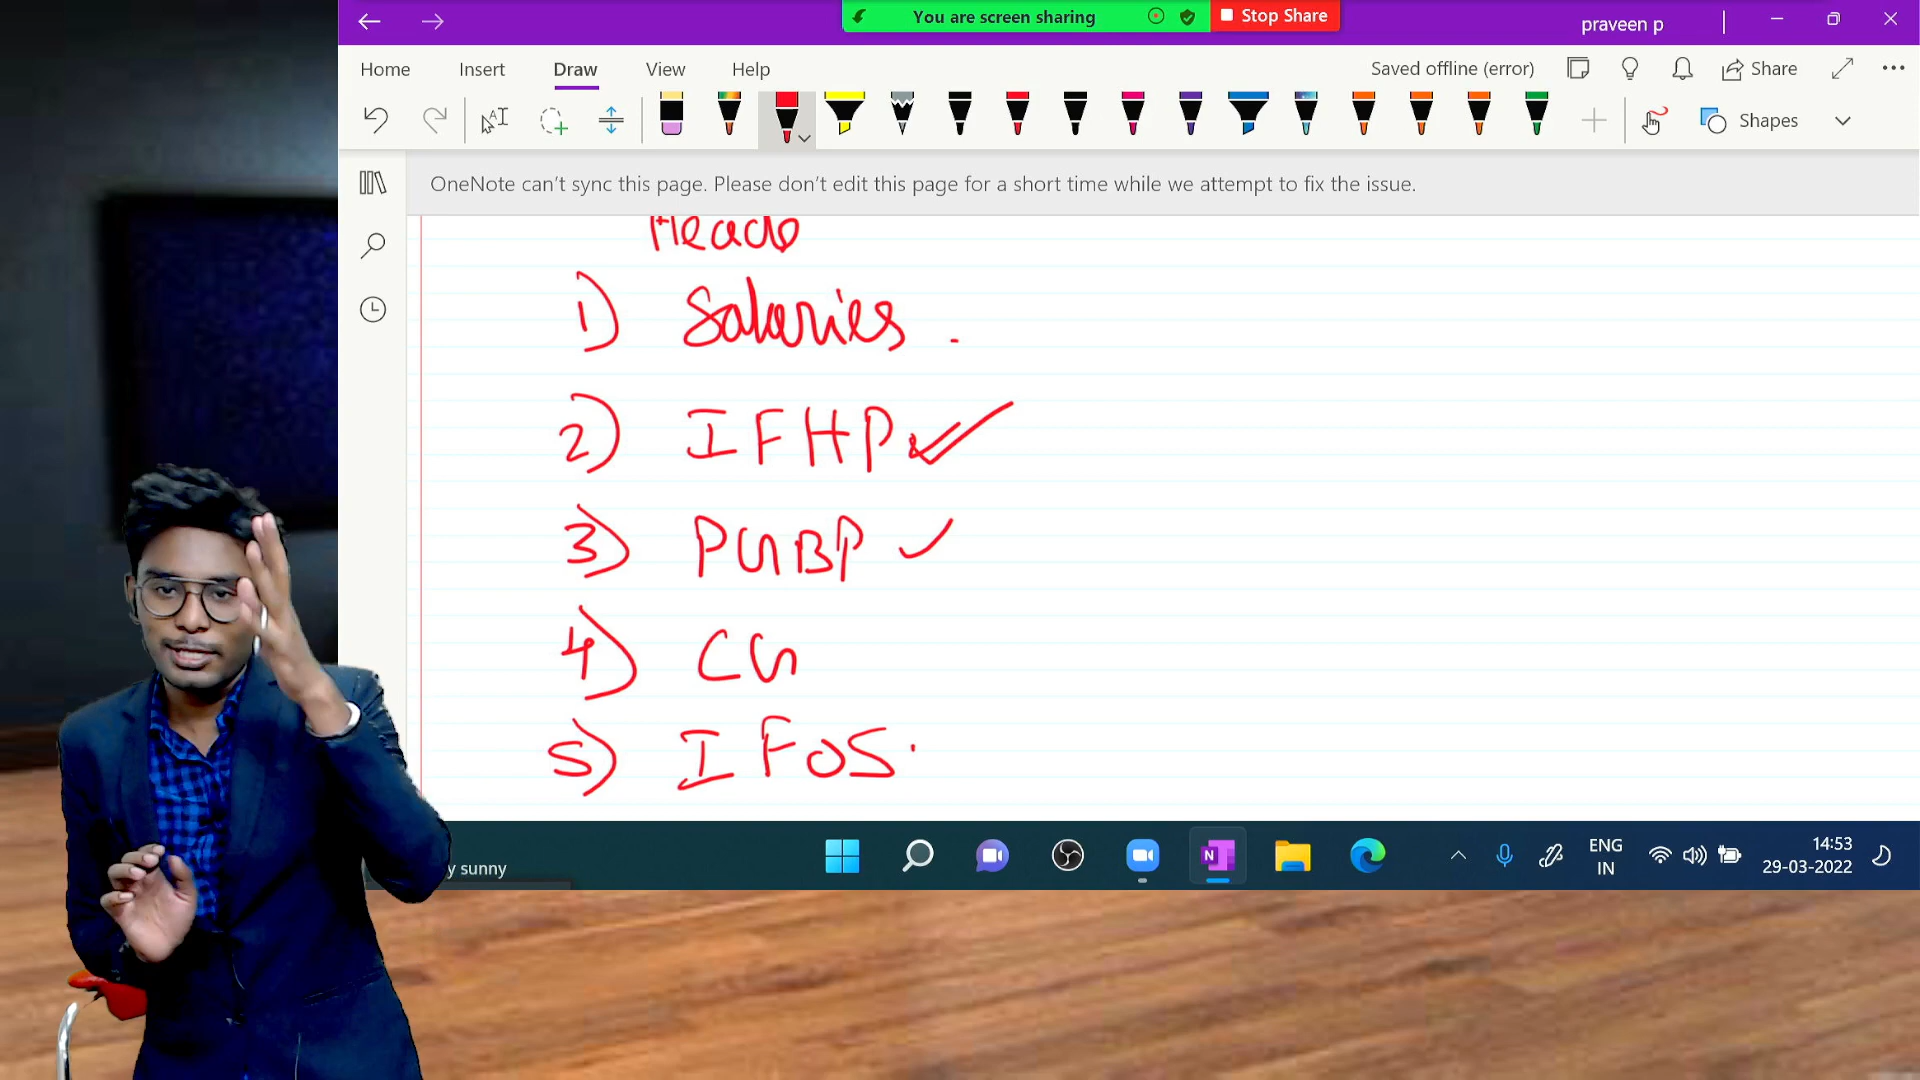 You are screen sharing Stop Share praveen p
Home Insert Draw View Help Saved offline (error) Share
Shapes
OneNote can't sync this page. Please don't edit this page for a short time while we attempt to fix the issue.
Heads
1) Salaries .
2) IFHP
3) PGBP
4) CG
5) IFOS.
y sunny
N
ENG
IN
14:53
29-03-2022